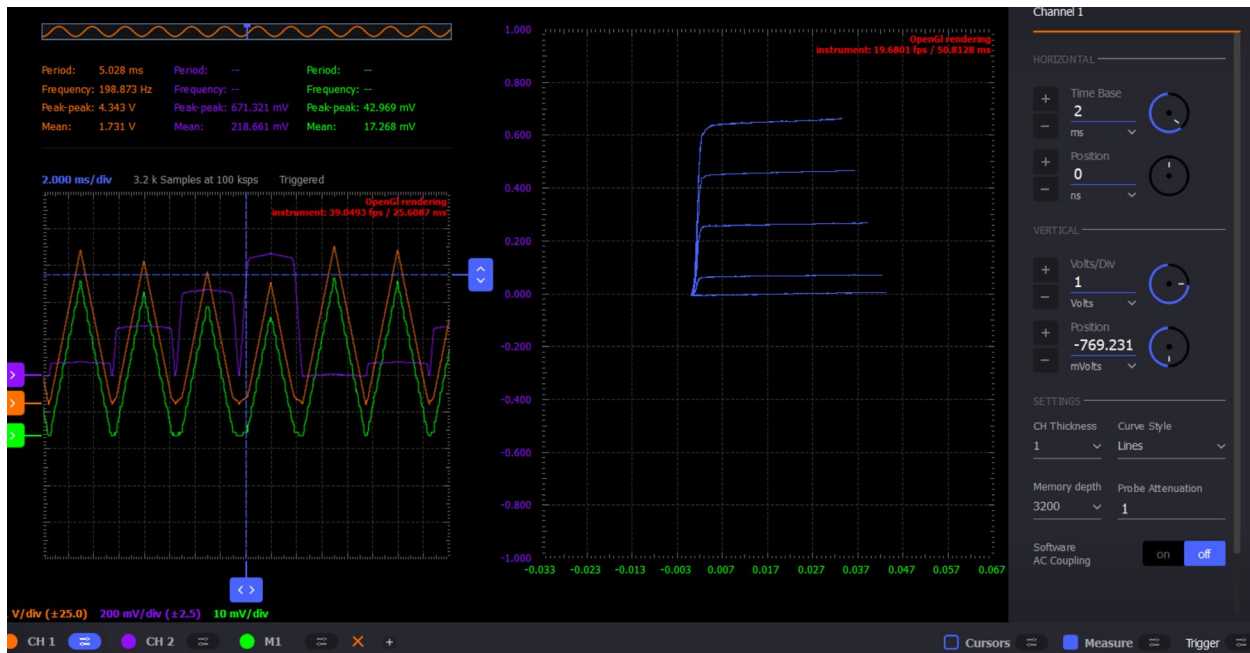 Channel 1
OpenGl rendering
instrument: 19.6801 fps / 50.8128 ms
HORIZONTAL
Period: 5.028 ms Period: -- Period: --
Frequency: 198.873 Hz Frequency: -- Frequency: --
Peak-peak: 4.343 V Peak-peak: 671.321 mV Peak-peak: 42.969 mV
Mean: 1.731 V Mean: 218.661 mV Mean: 17.268 mV
2.000 ms/div 3.2 k Samples at 100 ksps Triggered
OpenGl rendering
instrument: 39.0493 fps / 25.6087 ms
1.000
0.800
0.600
0.400
0.200
0.000
-0.200
-0.400
-0.600
-0.800
-1.000
-0.033 -0.023 -0.013 -0.003 0.007 0.017 0.027 0.037 0.047 0.057 0.067
+
Time Base
2
−
ms
+
Position
0
−
ns
VERTICAL
+
Volts/Div
1
−
Volts
+
Position
-769.231
−
mVolts
SETTINGS
CH Thickness Curve Style
1 Lines
Memory depth Probe Attenuation
3200 1
Software
AC Coupling
on off
V/div (±25.0) 200 mV/div (±2.5) 10 mV/div
CH 1 CH 2 M1 + Cursors Measure Trigger